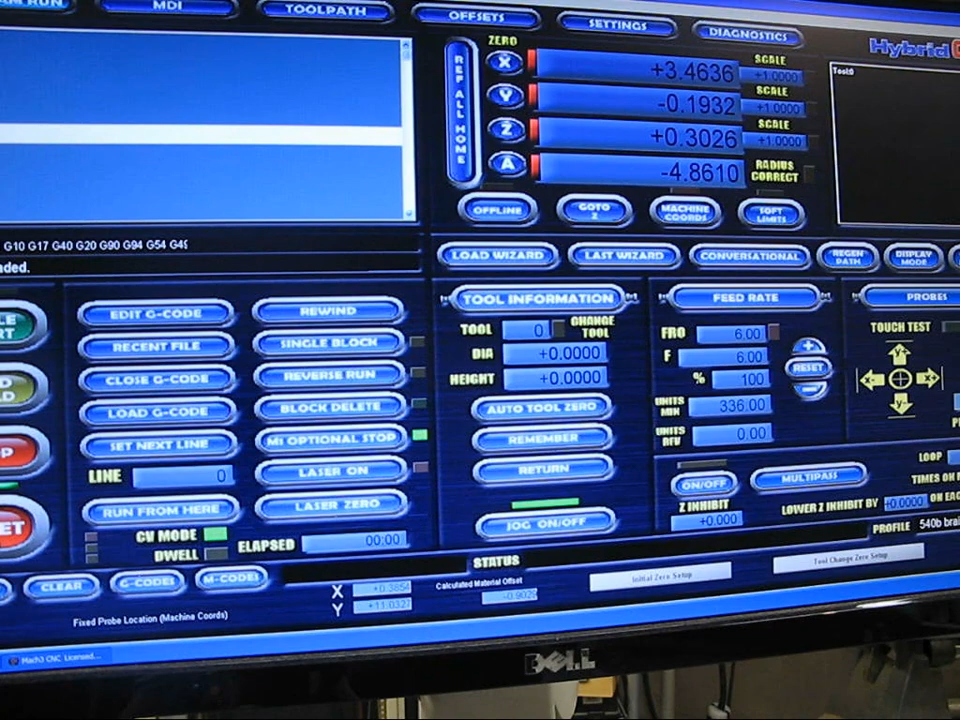 MDI
TOOLPATH
OFFSETS
SETTINGS
DIAGNOSTICS
Hybrid
ZERO
REF ALL HOME
X +3.4636 SCALE +1.0000
Y -0.1932 SCALE +1.0000
Z +0.3026 SCALE +1.0000
A -4.8610 RADIUS CORRECT
Tool:0
OFFLINE
GOTO Z
MACHINE COORDS
SOFT LIMITS
G10 G17 G40 G20 G90 G94 G54 G49
LOAD WIZARD
LAST WIZARD
CONVERSATIONAL
REGEN PATH
DISPLAY MODE
EDIT G-CODE
RECENT FILE
CLOSE G-CODE
LOAD G-CODE
SET NEXT LINE
LINE 0
RUN FROM HERE
REWIND
SINGLE BLOCK
REVERSE RUN
BLOCK DELETE
M1 OPTIONAL STOP
LASER ON
LASER ZERO
CV MODE
DWELL
ELAPSED 00:00
TOOL INFORMATION
TOOL 0 CHANGE TOOL
DIA +0.0000
HEIGHT +0.0000
AUTO TOOL ZERO
REMEMBER
RETURN
JOG ON/OFF
FEED RATE
FRO 6.00
F 6.00
% 100
UNITS MIN 336.00
UNITS REV 0.00
+
RESET
-
PROBES
TOUCH TEST
Y+
X-
X+
Y-
ON/OFF
Z INHIBIT
+0.000
MULTIPASS
LOOP
LOWER Z INHIBIT BY +0.0000
PROFILE 540b
STATUS
CLEAR
G-CODES
M-CODES
X
Y +11.0327
Calculated Material Offset
Initial Zero Setup
Tool Change Zero Setup
Fixed Probe Location (Machine Coords)
Mach3 CNC Licensed...
DELL